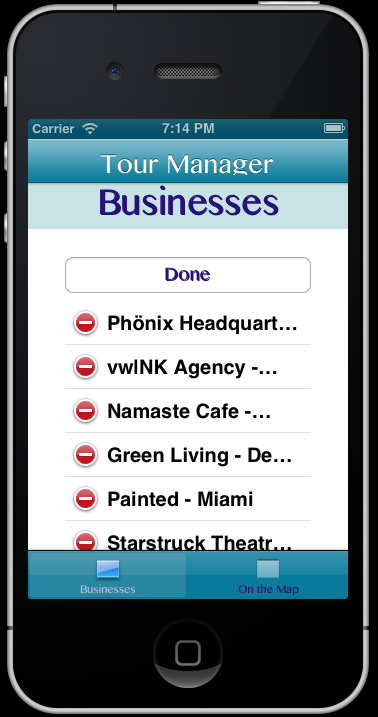 Carrier 7:14 PM
Tour Manager
Businesses
Done
Phönix Headquart...
vwINK Agency -...
Namaste Cafe -...
Green Living - De...
Painted - Miami
Starstruck Theatr...
Businesses On the Map